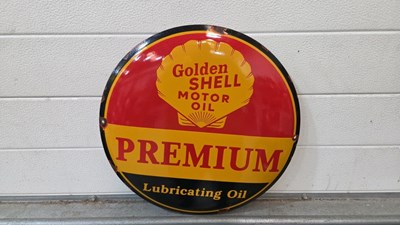 Golden
SHELL
MOTOR
OIL
PREMIUM
Lubricating Oil